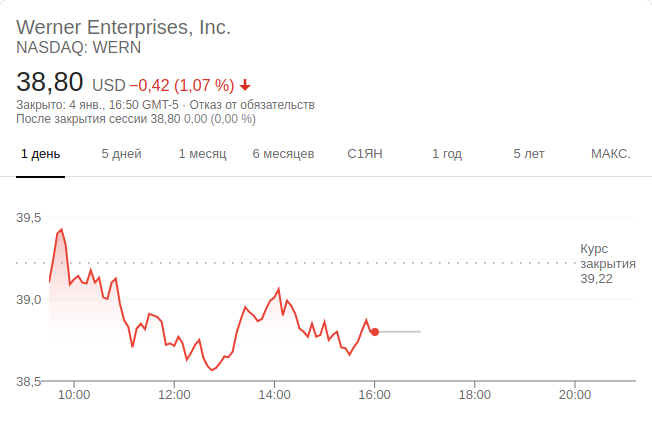 Werner Enterprises, Inc.
NASDAQ: WERN
38,80 USD −0,42 (1,07 %)
Закрыто: 4 янв., 16:50 GMT-5 · Отказ от обязательств
После закрытия сессии 38,80 0,00 (0,00 %)
1 день 5 дней 1 месяц 6 месяцев С1ЯН 1 год 5 лет МАКС.
39,5
Курс
закрытия
39,22
39,0
38,5
10:00 12:00 14:00 16:00 18:00 20:00